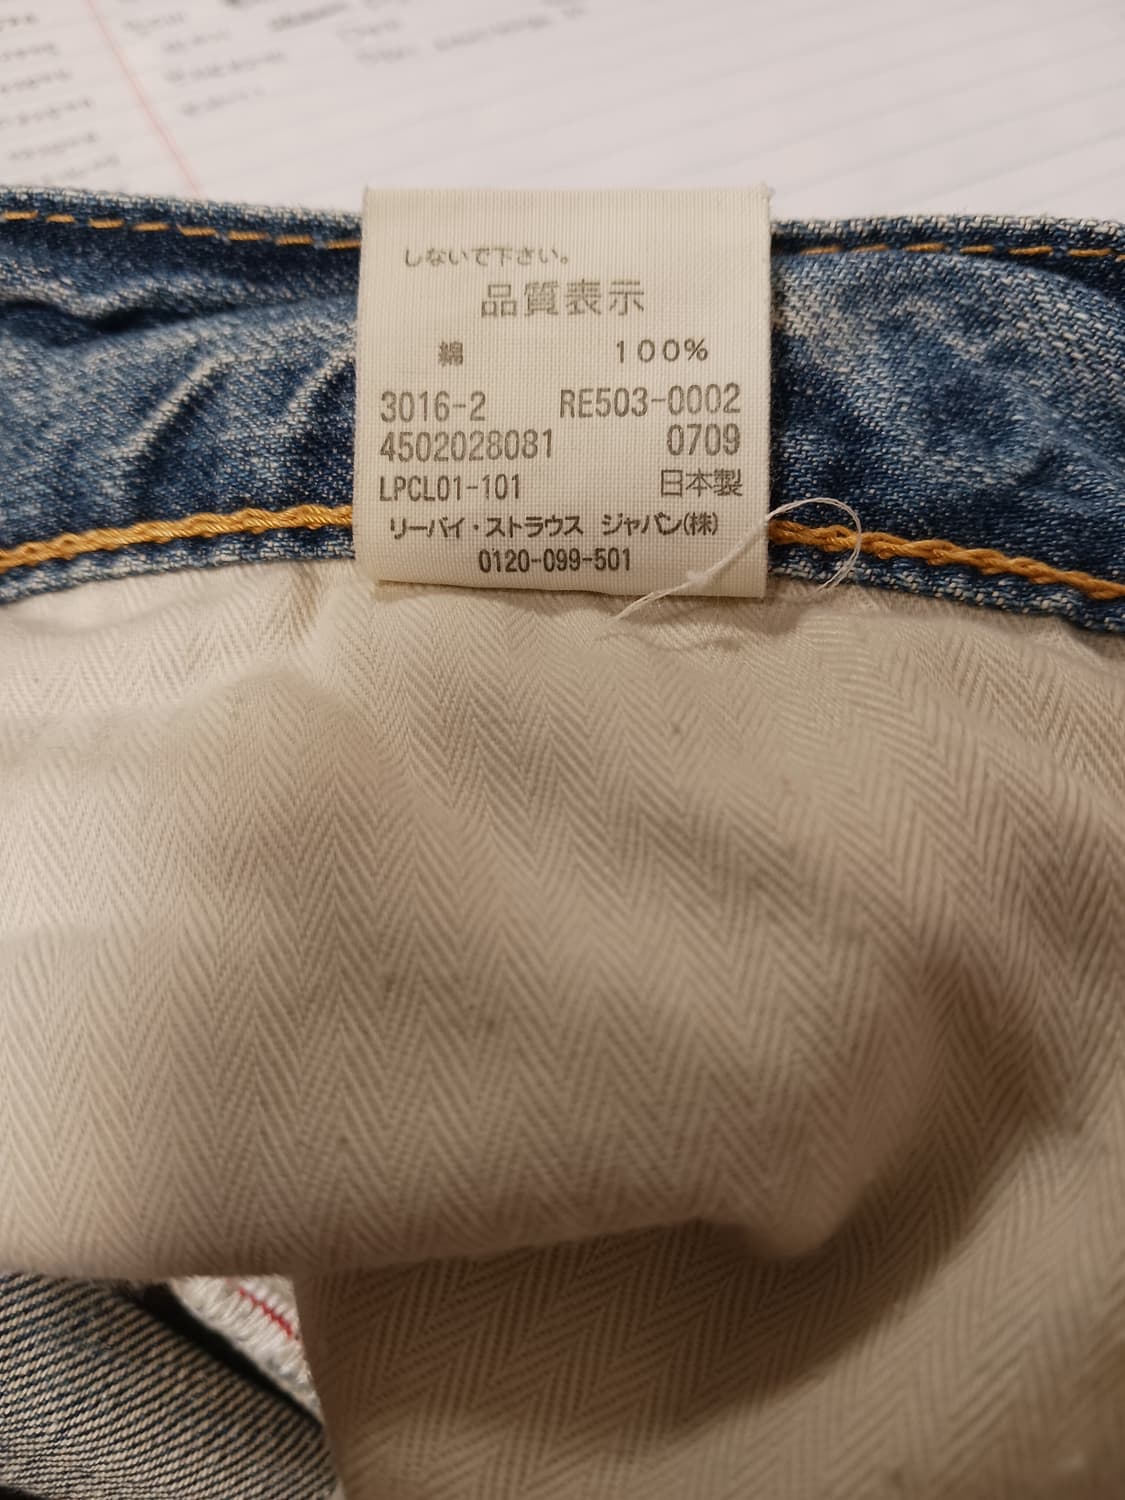 しないで下さい。
品質表示
綿 100%
3016-2 RE503-0002
4502028081 0709
LPCL01-101 日本製
リーバイ・ストラウス ジャパン(株)
0120-099-501